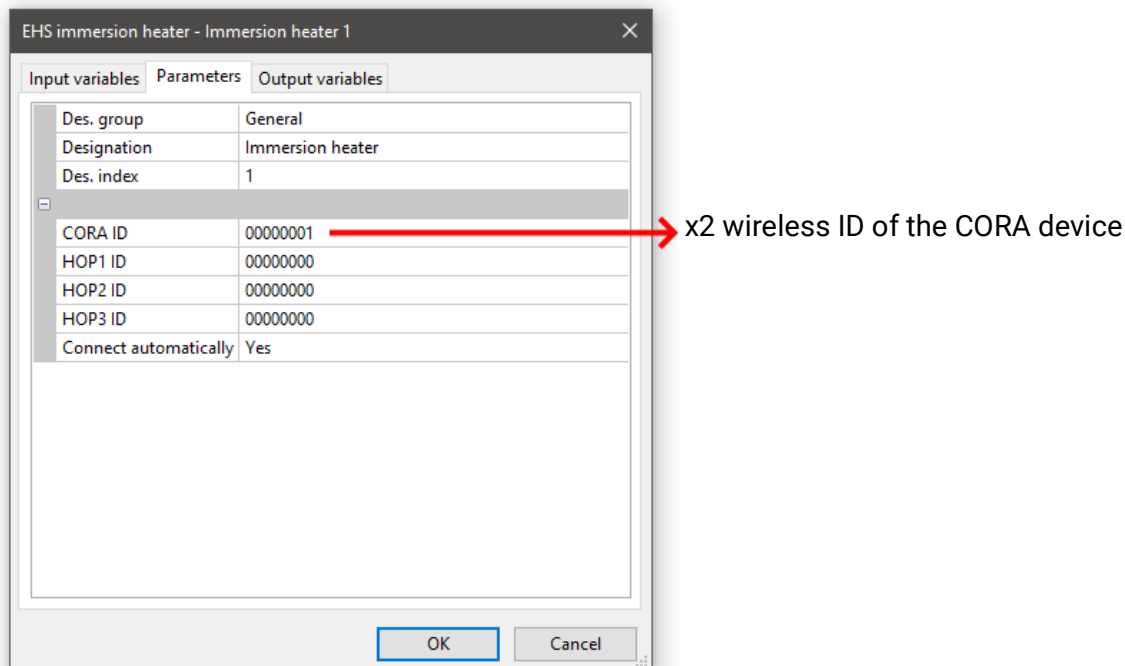 EHS immersion heater - Immersion heater 1
Input variables Parameters Output variables
Des. group General
Designation Immersion heater
Des. index 1
CORA ID 00000001 x2 wireless ID of the CORA device
HOP1 ID 00000000
HOP2 ID 00000000
HOP3 ID 00000000
Connect automatically Yes
OK Cancel